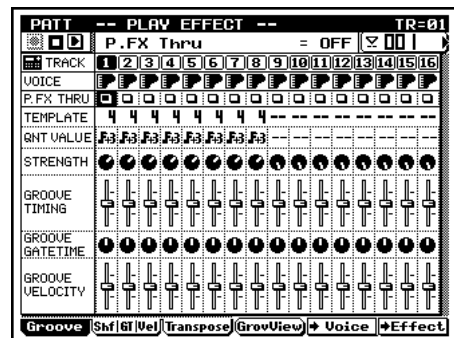 PATT -- PLAY EFFECT -- TR=01
P.FX Thru = OFF
TRACK 1 2 3 4 5 6 7 8 9 10 11 12 13 14 15 16
VOICE
P.FX THRU
TEMPLATE 4 4 4 4 4 4 4 4 -- -- -- -- -- -- -- --
QNT VALUE -- -- -- -- -- -- -- --
STRENGTH
GROOVE
TIMING
GROOVE
GATETIME
GROOVE
VELOCITY
Groove Shf|GT|Vel Transpose GrovView ➔ Voice ➔Effect